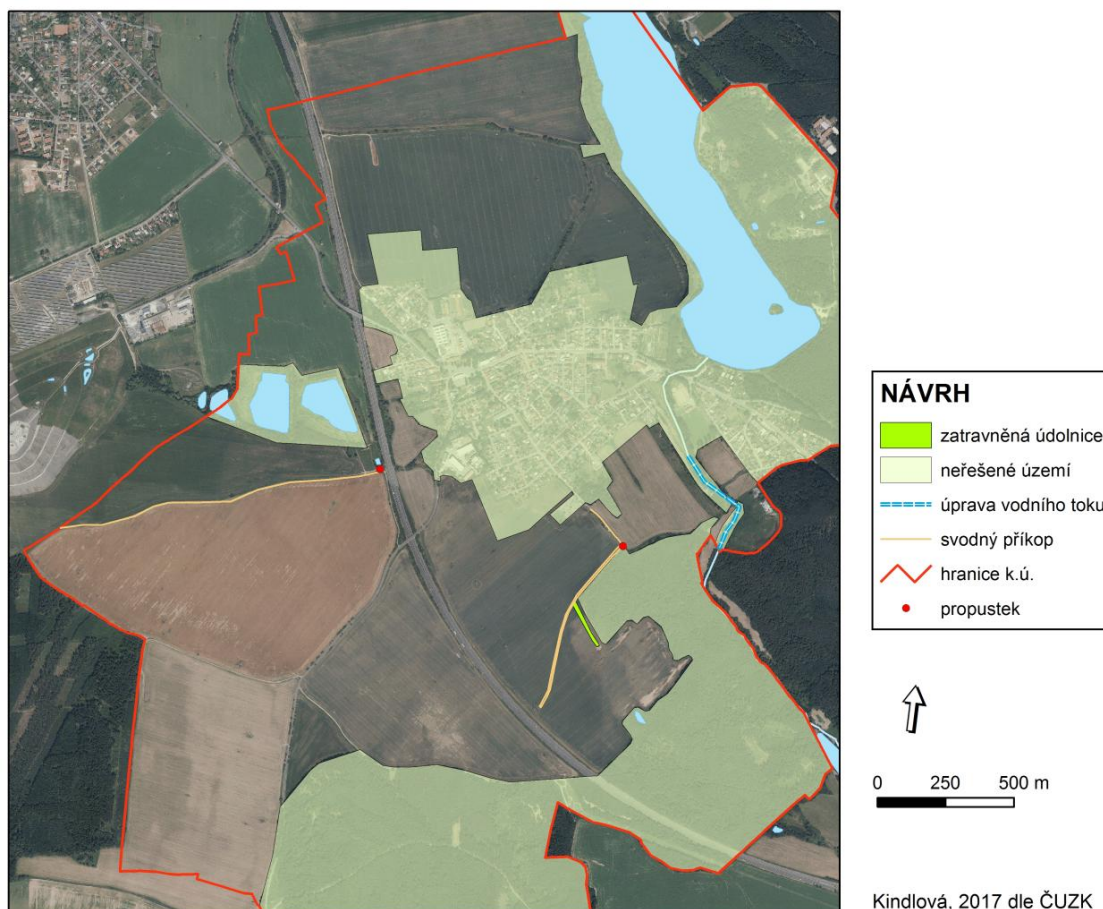 NÁVRH
zatravněná údolnice
neřešené území
úprava vodního toku
svodný příkop
hranice k.ú.
propustek
0 250 500 m
Kindlová, 2017 dle ČUZK